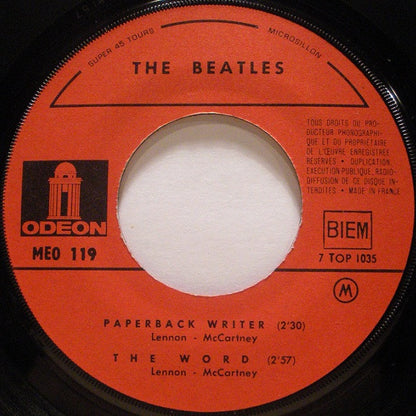 SUPER 45 TOURS MICROSILLON
THE BEATLES
TOUS DROITS DU PRO-
DUCTEUR PHONOGRAPHI-
QUE ET DU PROPRIÉTAIRE
DE L'ŒUVRE ENREGISTRÉE
RÉSERVÉS • DUPLICATION,
EXÉCUTION PUBLIQUE, RADIO-
DIFFUSION DE CE DISQUE IN-
TERDITES • MADE IN FRANCE
ODEON
MEO 119
BIEM
7 TOP 1035
M
PAPERBACK WRITER (2'30)
Lennon - McCartney
THE WORD (2'57)
Lennon - McCartney